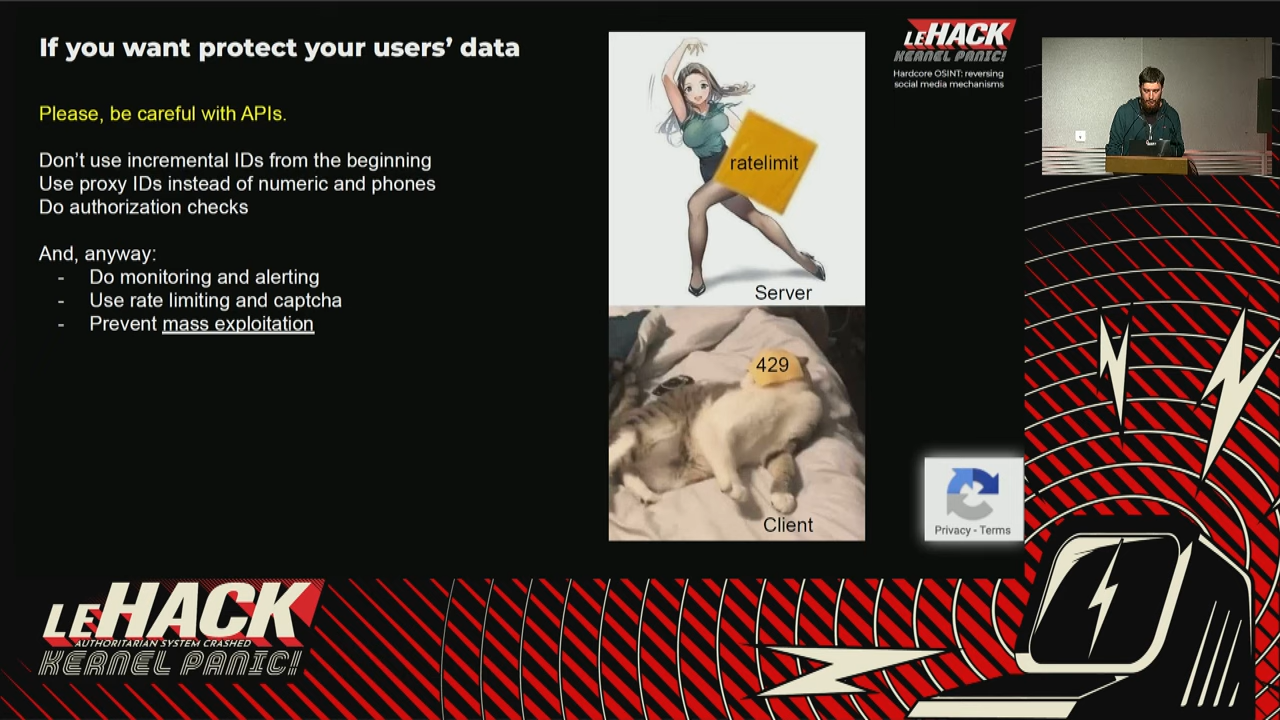 If you want protect your users’ data
Please, be careful with APIs.
Don’t use incremental IDs from the beginning
Use proxy IDs instead of numeric and phones
Do authorization checks
And, anyway:
- Do monitoring and alerting
- Use rate limiting and captcha
- Prevent mass exploitation
ratelimit
Server
429
Client
LEHACK
KERNEL PANIC!
Hardcore OSINT: reversing
social media mechanisms
Privacy - Terms
LEHACK
AUTHORITARIAN SYSTEM CRASHED
KERNEL PANIC!